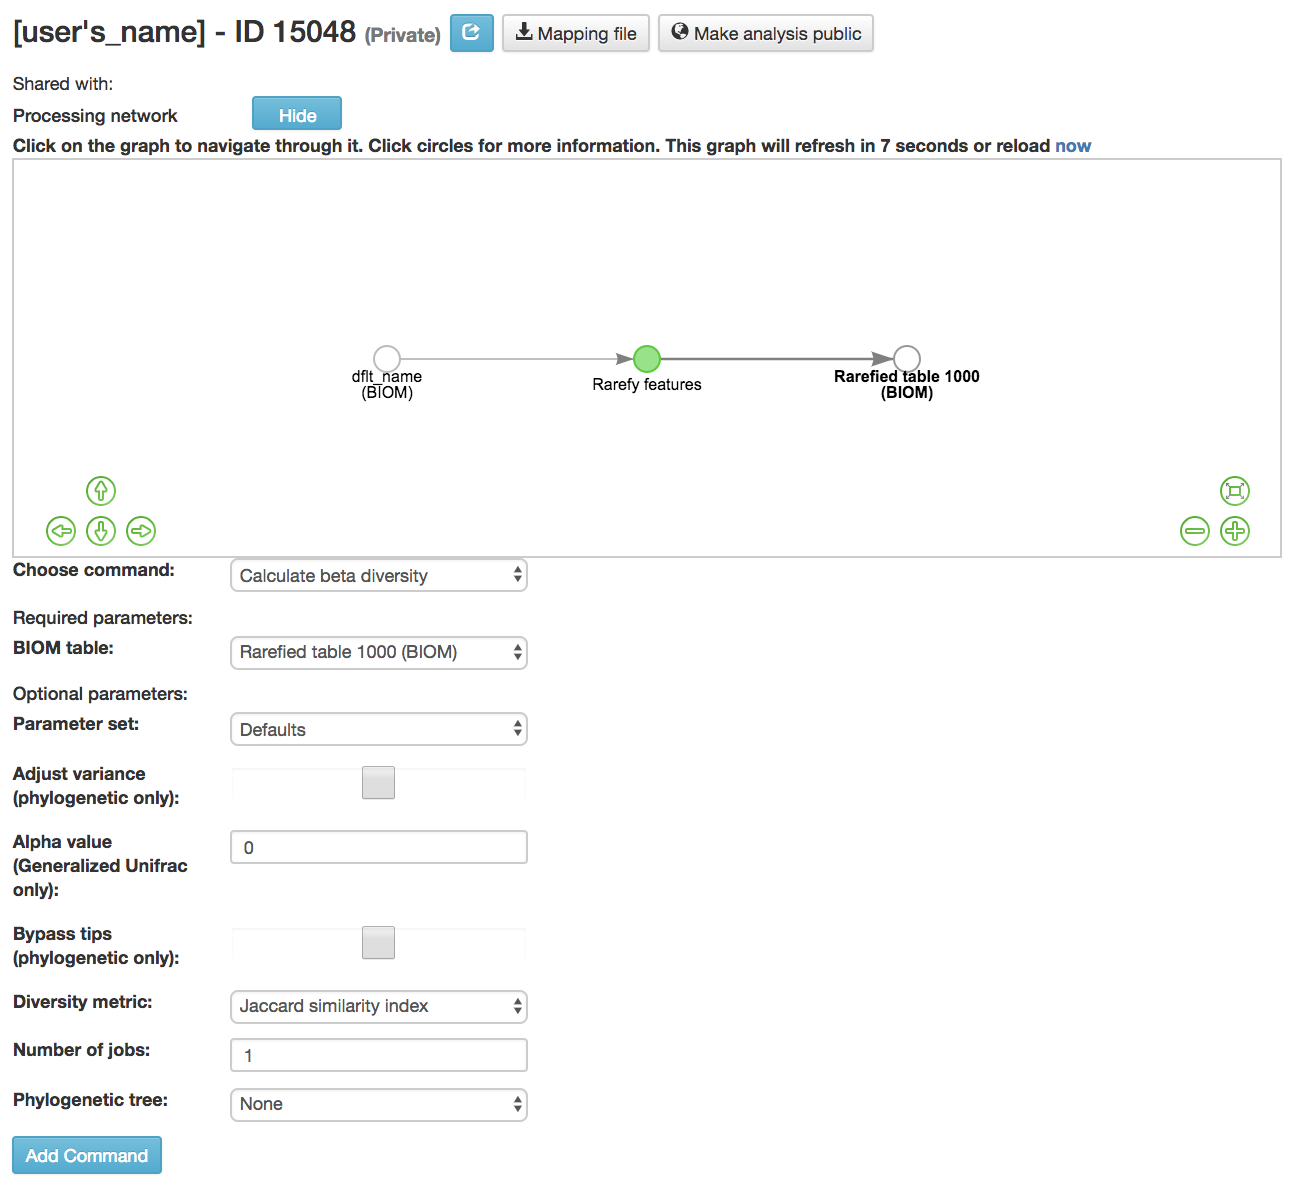 [user's_name] - ID 15048 (Private) Mapping file Make analysis public
Shared with:
Processing network Hide
Click on the graph to navigate through it. Click circles for more information. This graph will refresh in 7 seconds or reload now
dflt_name
(BIOM)
Rarefy features
Rarefied table 1000
(BIOM)
Choose command: Calculate beta diversity
Required parameters:
BIOM table: Rarefied table 1000 (BIOM)
Optional parameters:
Parameter set: Defaults
Adjust variance
(phylogenetic only):
Alpha value
(Generalized Unifrac
only):
0
Bypass tips
(phylogenetic only):
Diversity metric: Jaccard similarity index
Number of jobs: 1
Phylogenetic tree: None
Add Command